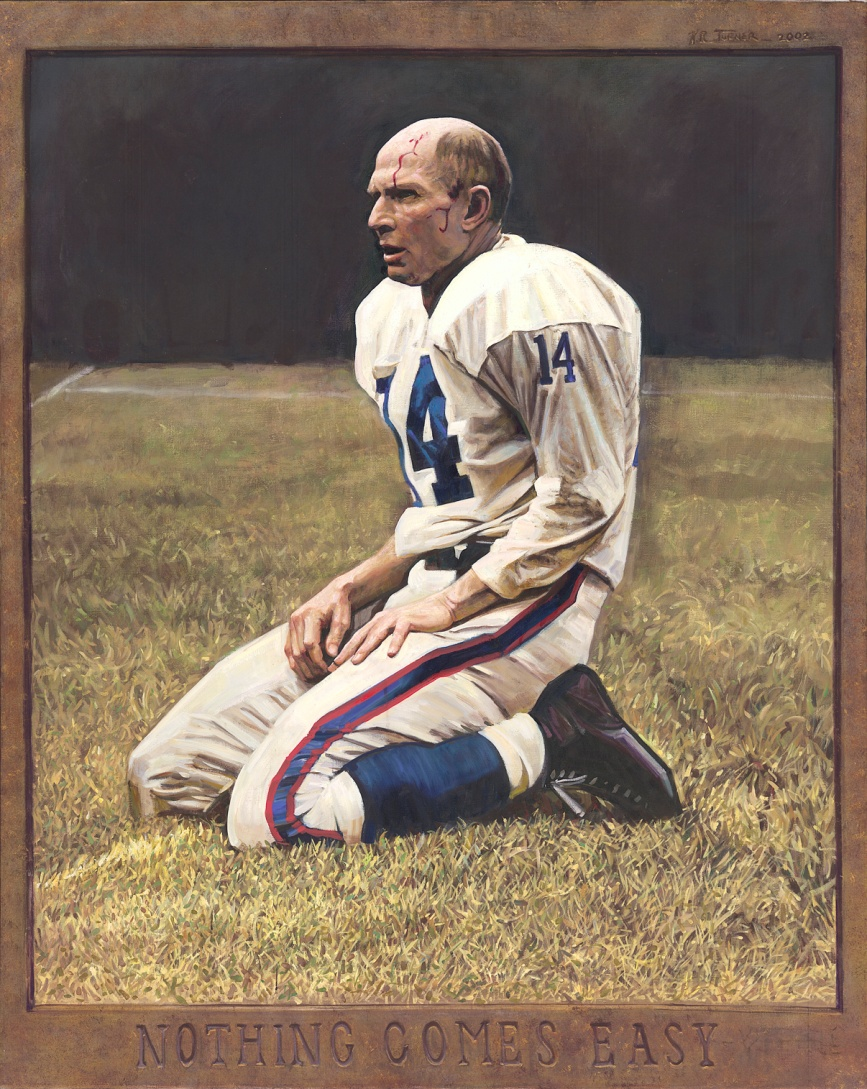 J.R. TURNER _ 2002
14
14
NOTHING COMES EASY